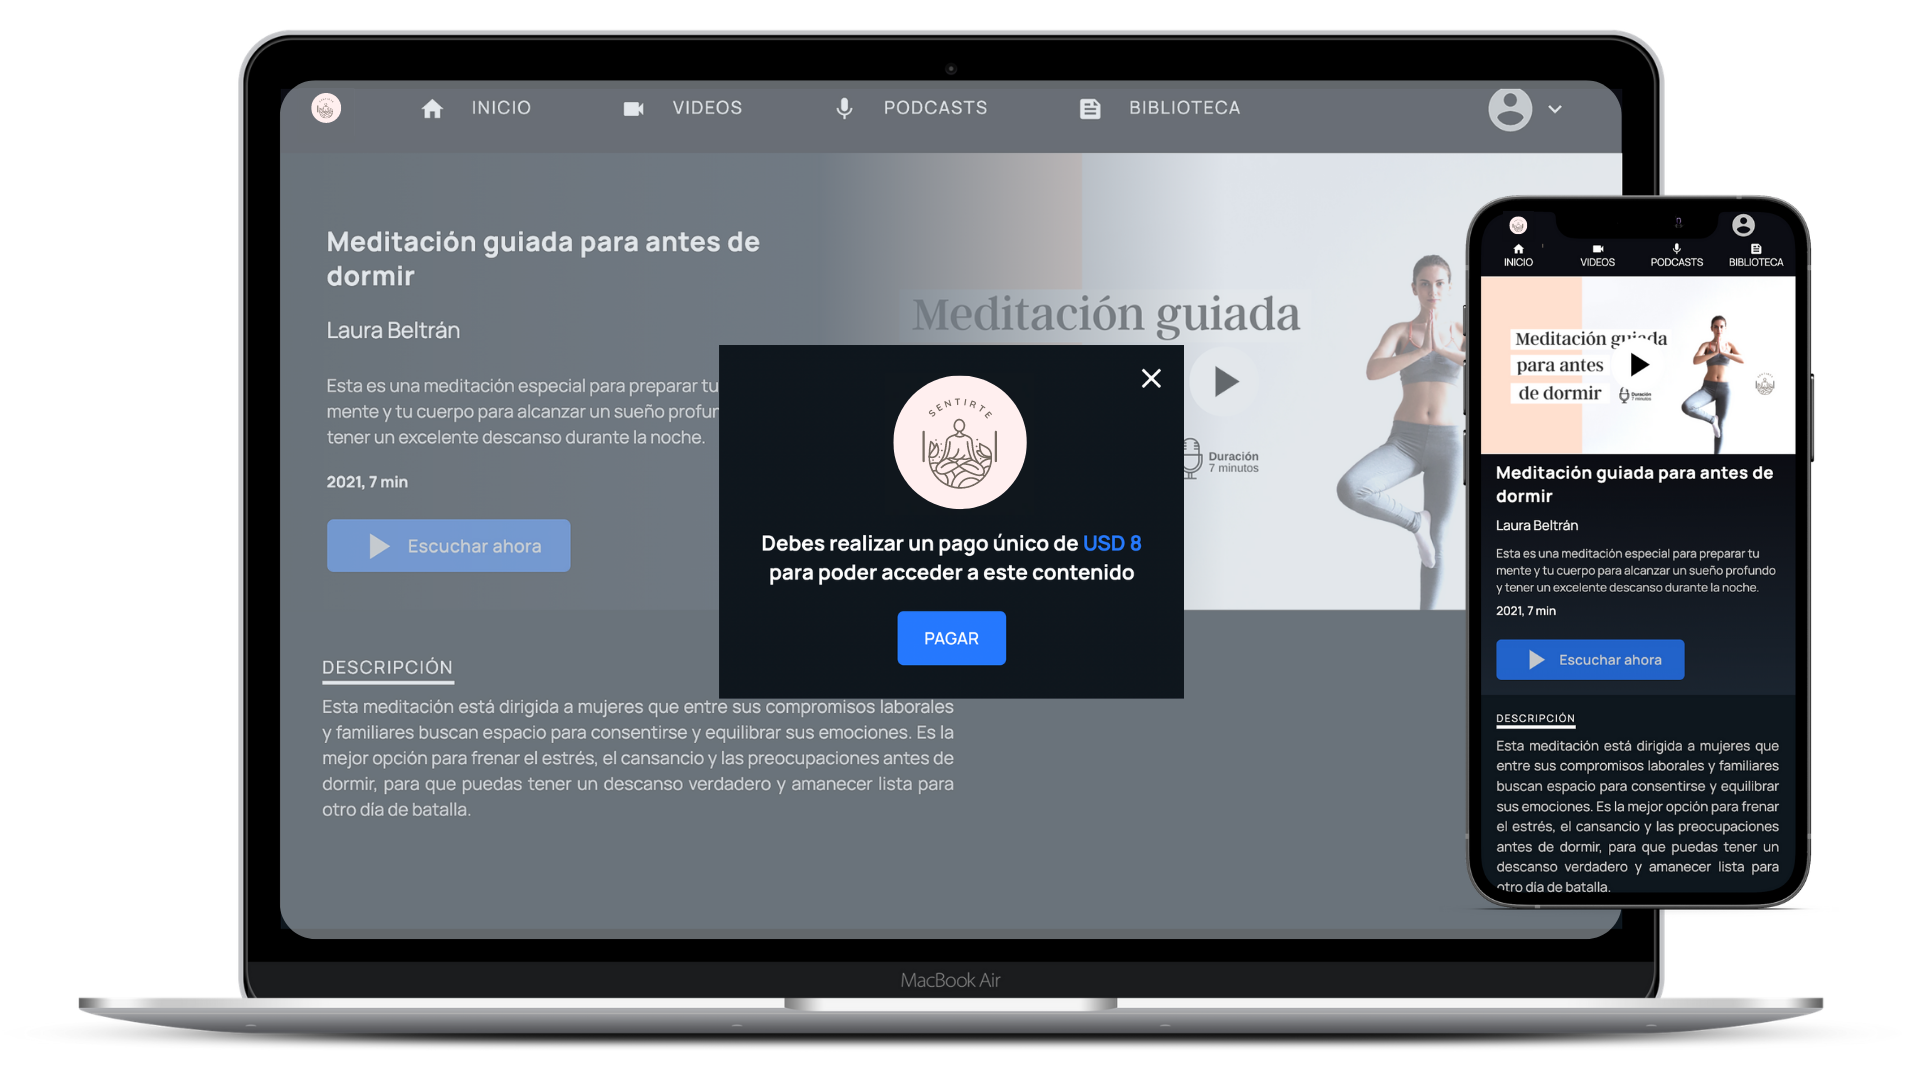 INICIO
VIDEOS
PODCASTS
BIBLIOTECA
Meditación guiada para antes de
dormir
Laura Beltrán
Esta es una meditación especial para preparar tu
mente y tu cuerpo para alcanzar un sueño profun
tener un excelente descanso durante la noche.
2021, 7 min
Escuchar ahora
Meditación guiada
Duración
7 minutos
SENTIRTE
Debes realizar un pago único de USD 8
para poder acceder a este contenido
PAGAR
DESCRIPCIÓN
Esta meditación está dirigida a mujeres que entre sus compromisos laborales
y familiares buscan espacio para consentirse y equilibrar sus emociones. Es la
mejor opción para frenar el estrés, el cansancio y las preocupaciones antes de
dormir, para que puedas tener un descanso verdadero y amanecer lista para
otro día de batalla.
MacBook Air
INICIO
VIDEOS
PODCASTS
BIBLIOTECA
Meditación guiada
para antes
de dormir
Duración
7 minutos
Meditación guiada para antes de
dormir
Laura Beltrán
Esta es una meditación especial para preparar tu
mente y tu cuerpo para alcanzar un sueño profundo
y tener un excelente descanso durante la noche.
2021, 7 min
Escuchar ahora
DESCRIPCIÓN
Esta meditación está dirigida a mujeres que
entre sus compromisos laborales y familiares
buscan espacio para consentirse y equilibrar
sus emociones. Es la mejor opción para frenar
el estrés, el cansancio y las preocupaciones
antes de dormir, para que puedas tener un
descanso verdadero y amanecer lista para
otro día de batalla.